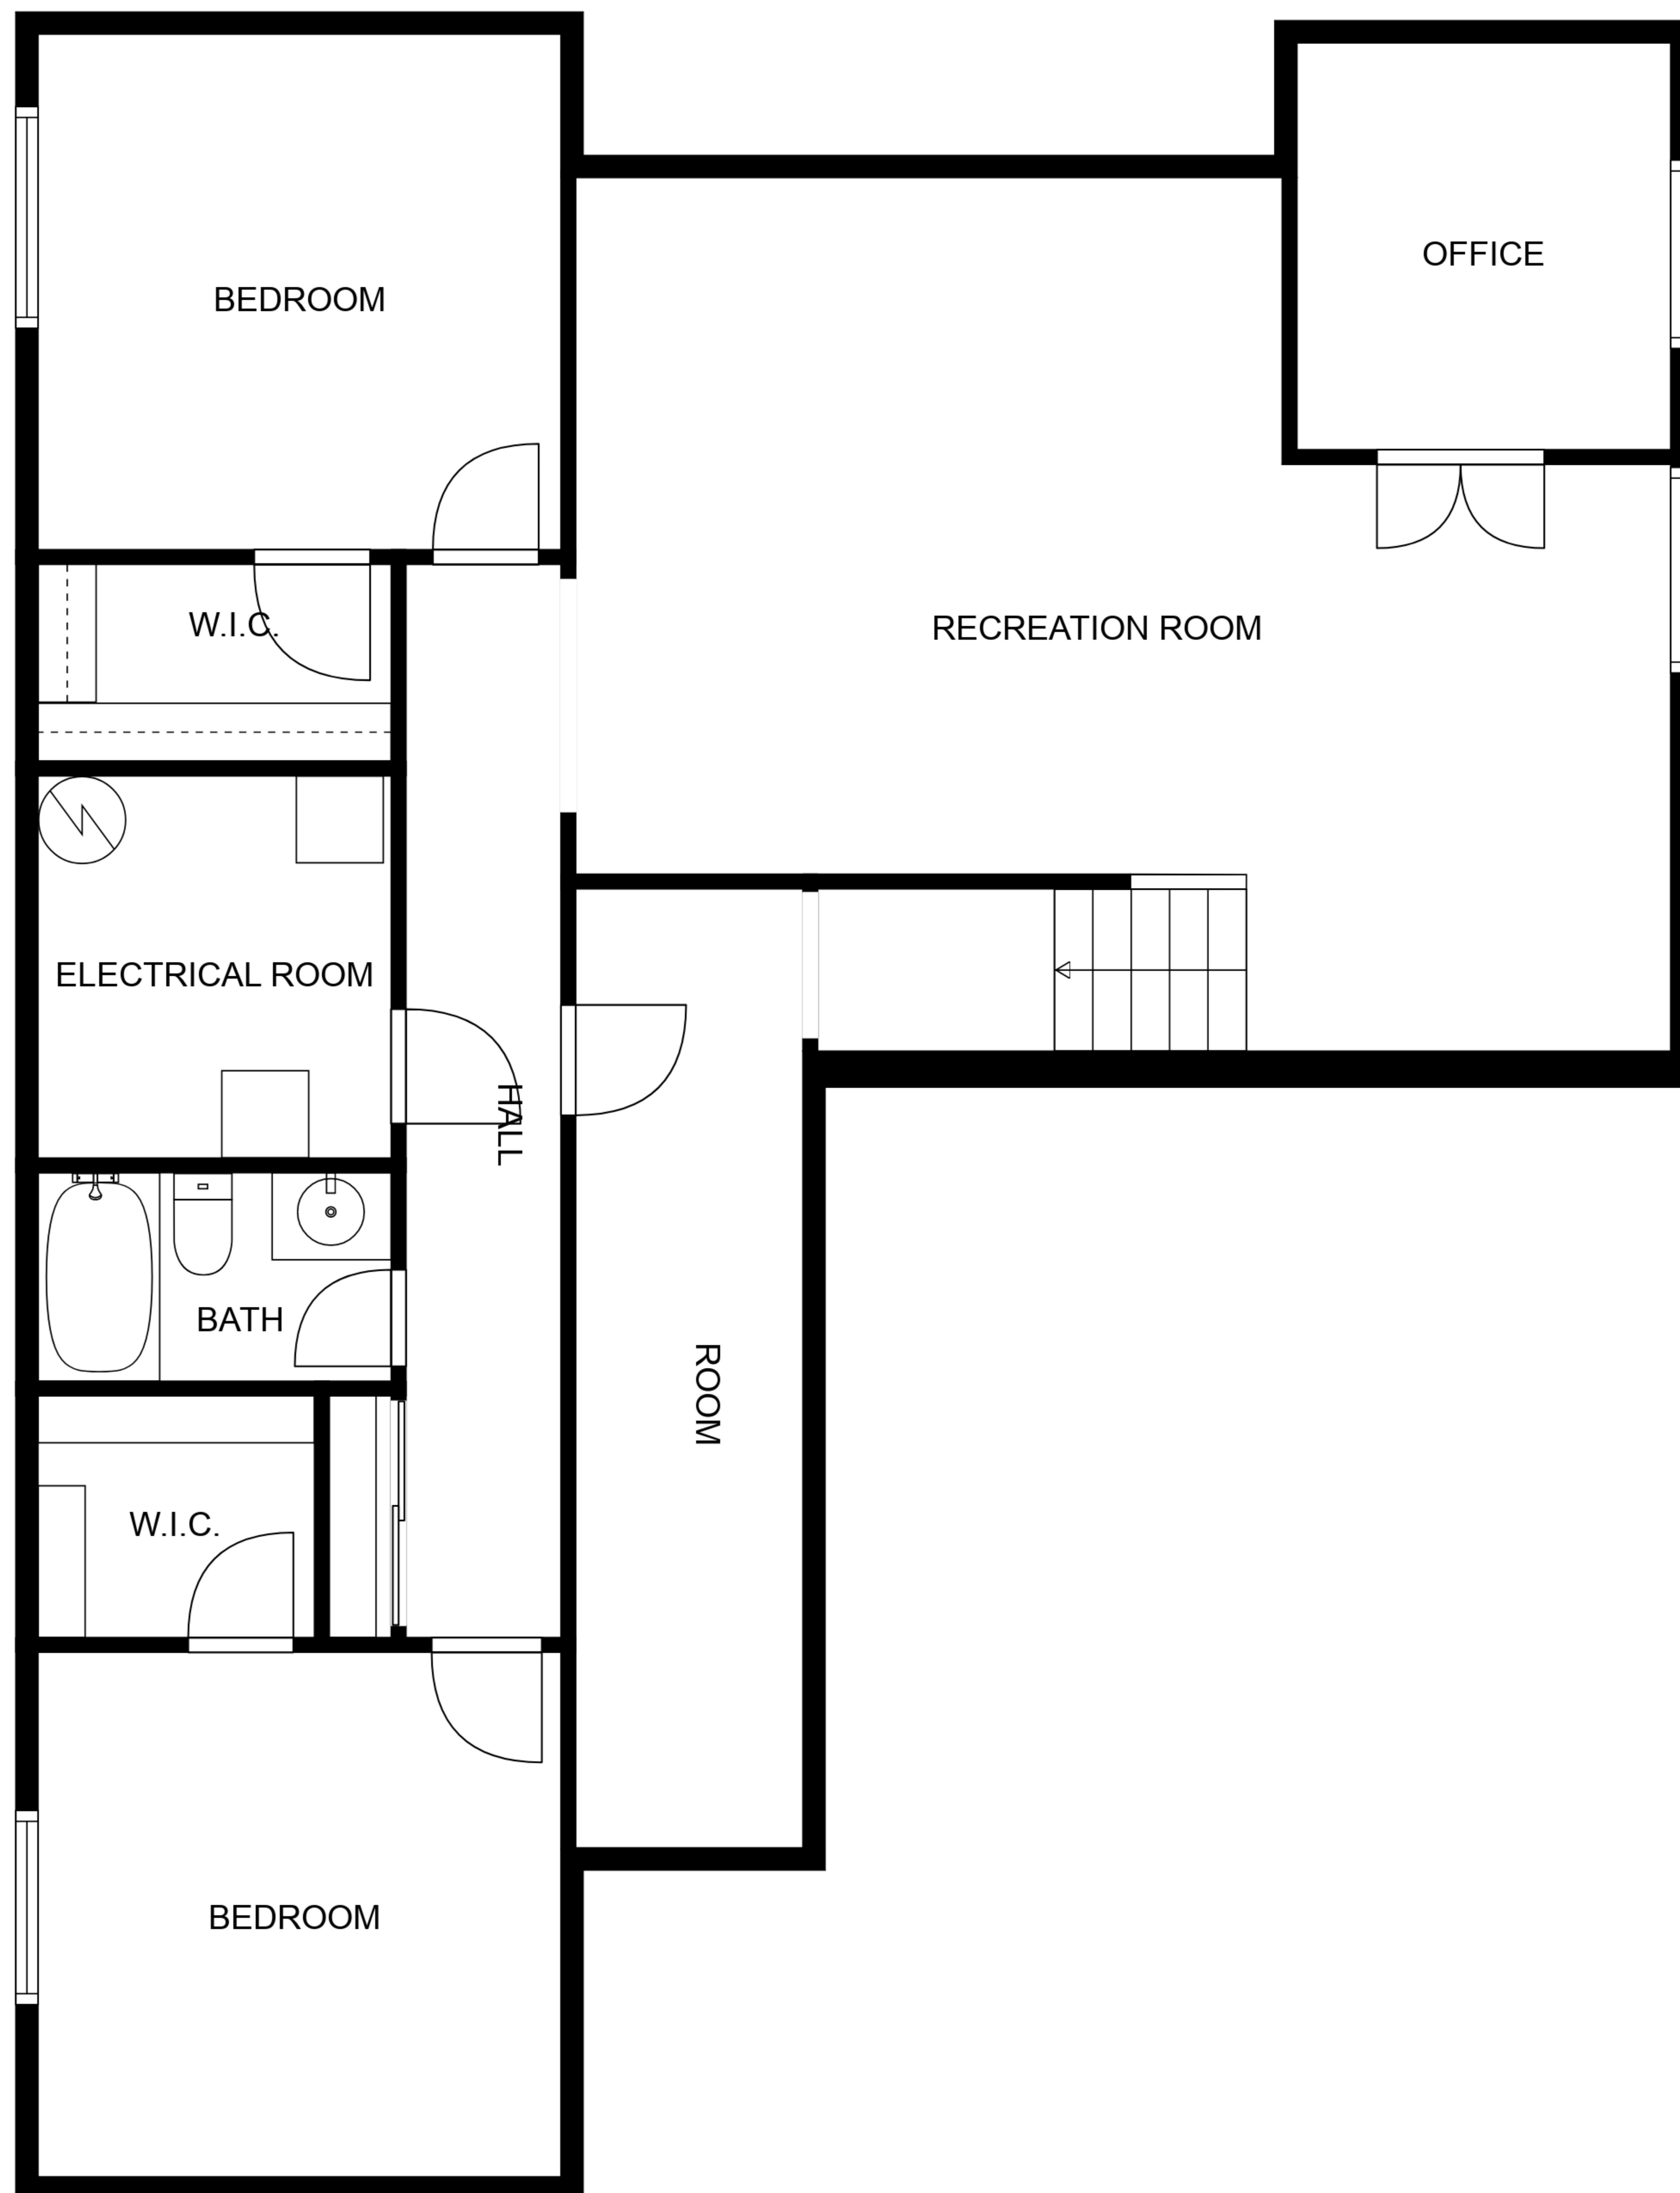 OFFICE
BEDROOM
W.I.C.
RECREATION ROOM
ELECTRICAL ROOM
HALL
BATH
ROOM
W.I.C.
BEDROOM